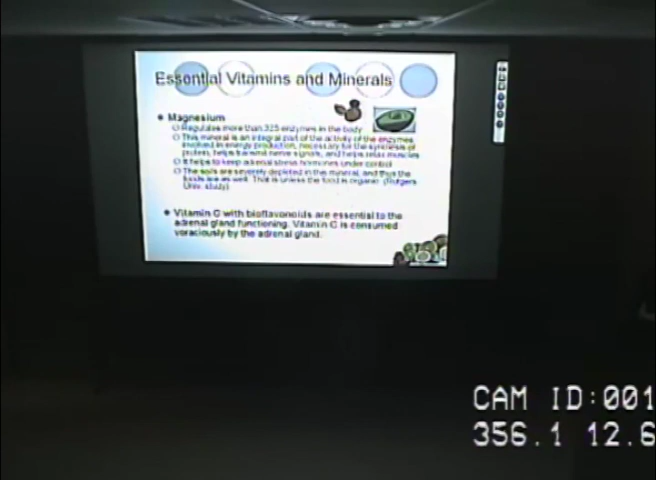 Essential Vitamins and Minerals
Magnesium
Regulates more than 325 enzymes in the body
This mineral is an integral part of the activity of the enzymes
involved in energy production, necessary for the synthesis of
protein, helps transmit nerve signals, and helps relax muscles
It helps to keep adrenal stress hormones under control
The soils are severely depleted in this mineral, and thus the
foods are as well. That is unless the food is organic (Rutgers
Univ. study)
Vitamin C with bioflavonoids are essential to the
adrenal gland functioning. Vitamin C is consumed
voraciously by the adrenal gland.
CAM ID:001
356.1 12.6